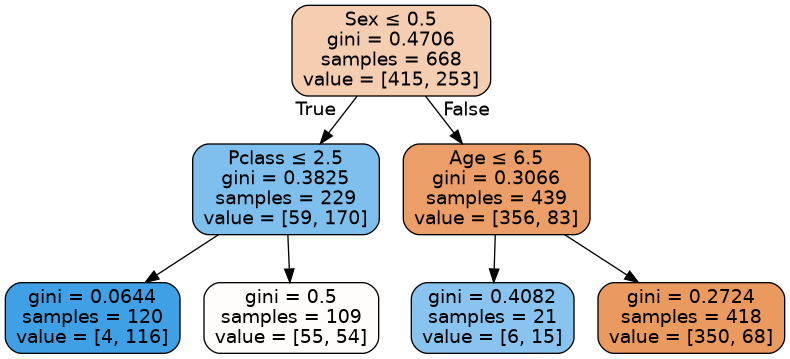 Sex ≤ 0.5
gini = 0.4706
samples = 668
value = [415, 253]
True
False
Pclass ≤ 2.5
gini = 0.3825
samples = 229
value = [59, 170]
Age ≤ 6.5
gini = 0.3066
samples = 439
value = [356, 83]
gini = 0.0644
samples = 120
value = [4, 116]
gini = 0.5
samples = 109
value = [55, 54]
gini = 0.4082
samples = 21
value = [6, 15]
gini = 0.2724
samples = 418
value = [350, 68]